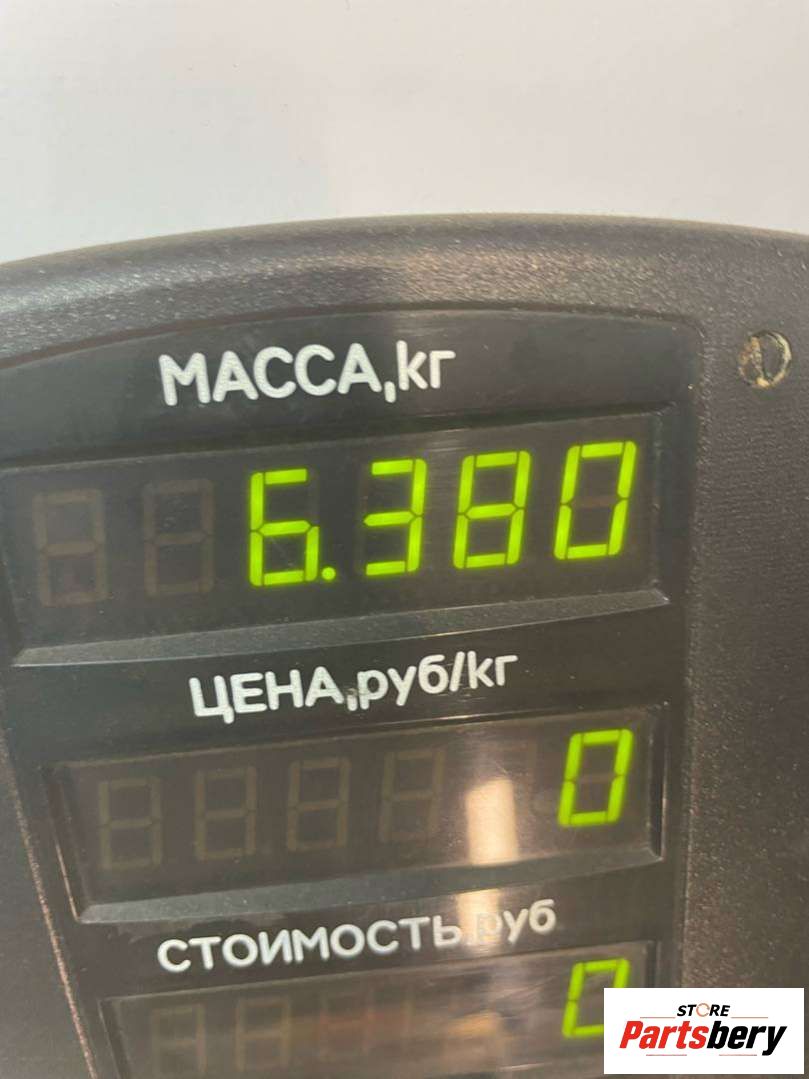 МАССА,кг
6.380
ЦЕНА,руб/кг
0
СТОИМОСТЬ,руб
0
STORE
Partsbery